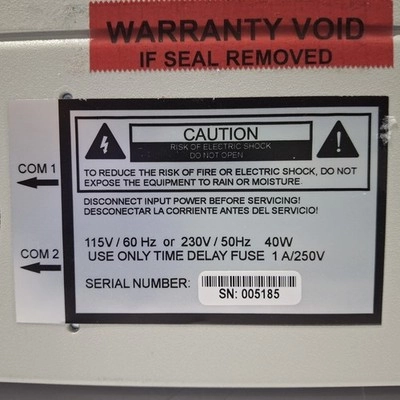 WARRANTY VOID
IF SEAL REMOVED
CAUTION
RISK OF ELECTRIC SHOCK
DO NOT OPEN
TO REDUCE THE RISK OF FIRE OR ELECTRIC SHOCK, DO NOT
EXPOSE THE EQUIPMENT TO RAIN OR MOISTURE.
COM 1
DISCONNECT INPUT POWER BEFORE SERVICING!
DESCONECTAR LA CORRIENTE ANTES DEL SERVICIO!
115V / 60 Hz or 230V / 50Hz 40W
COM 2
USE ONLY TIME DELAY FUSE 1 A/250V
SERIAL NUMBER:
SN: 005185